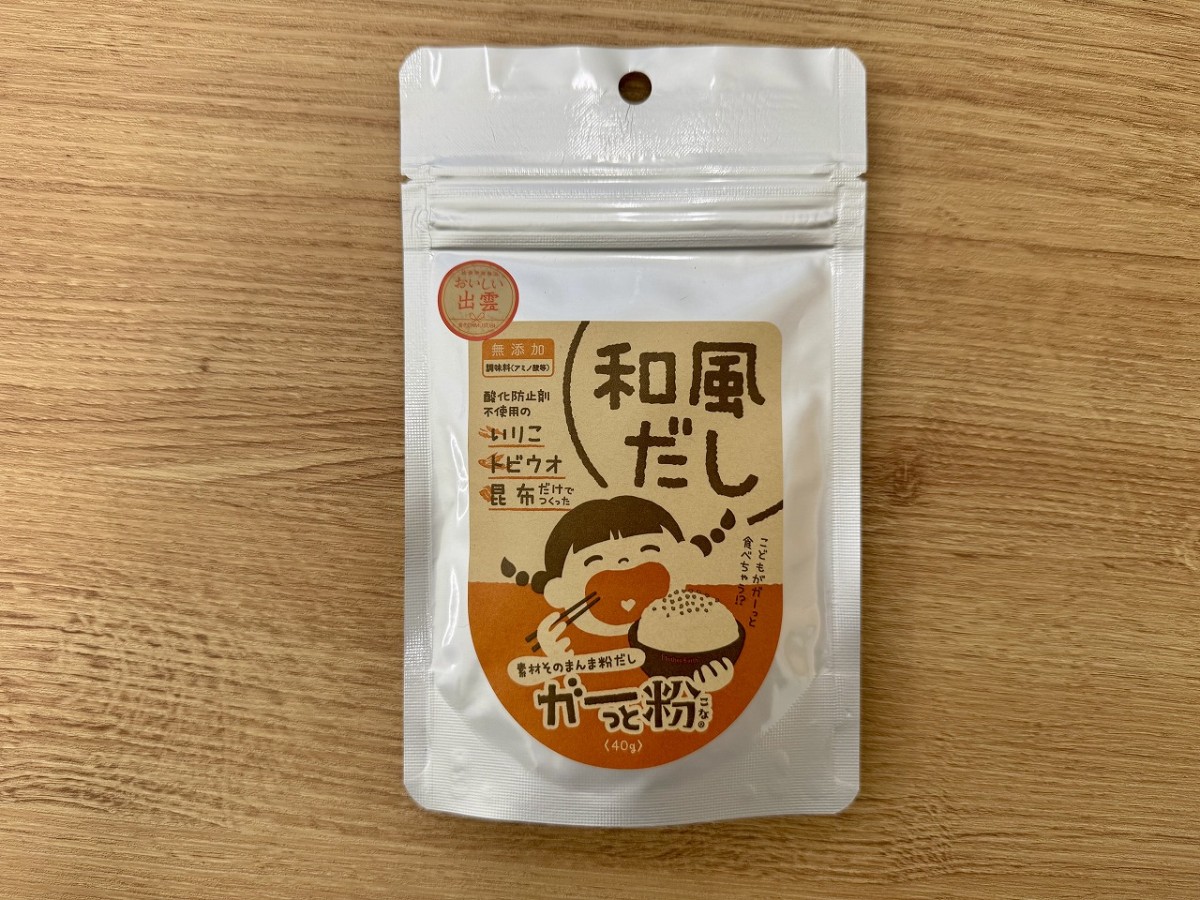 おいしい
出雲
無添加
調味料(アミノ酸等)
酸化防止剤
不使用の
いりこ
トビウオ
昆布だけで
つくった
和風
だし
こどもがガーっと
食べちゃう!?
素材そのまんま粉だし
ガーっと粉こな®
〈40g〉